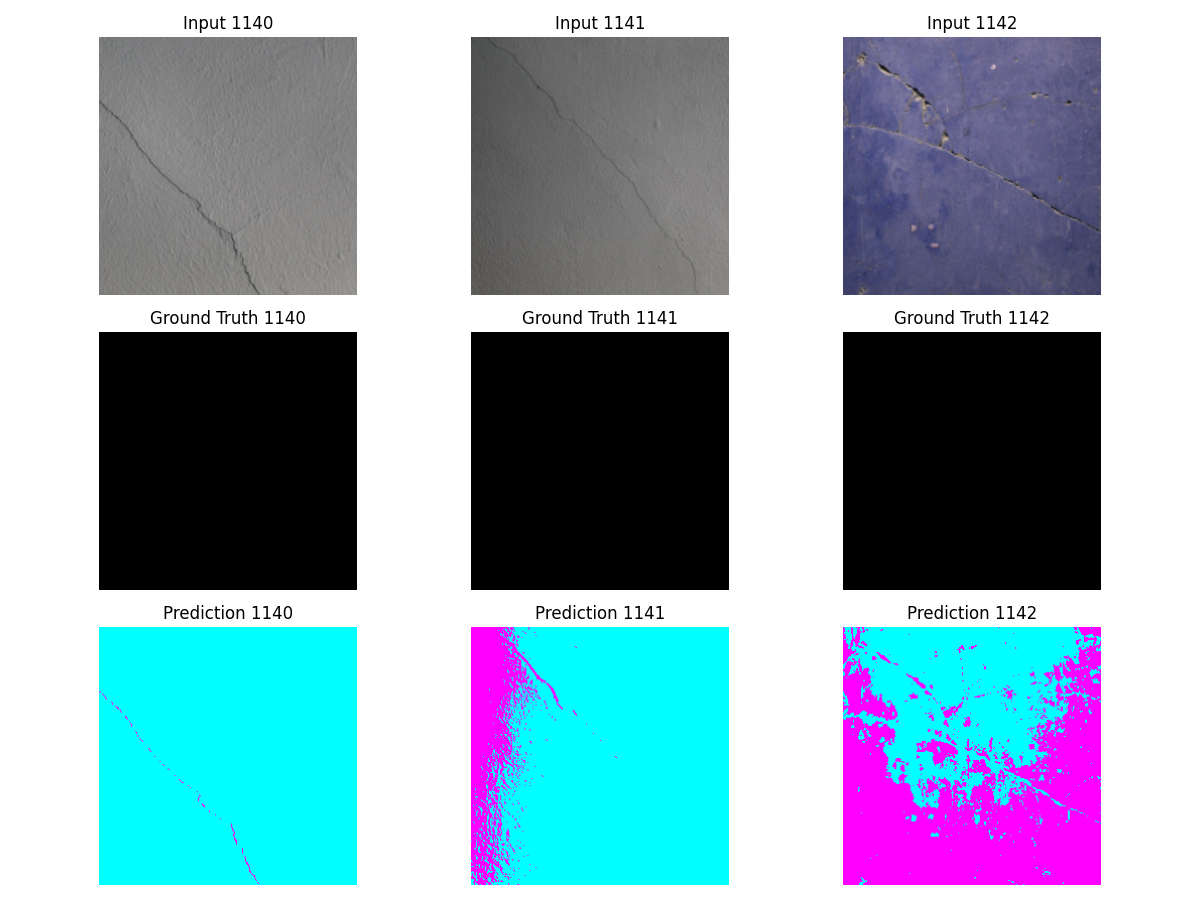 Input 1140
Input 1141
Input 1142
Ground Truth 1140
Ground Truth 1141
Ground Truth 1142
Prediction 1140
Prediction 1141
Prediction 1142